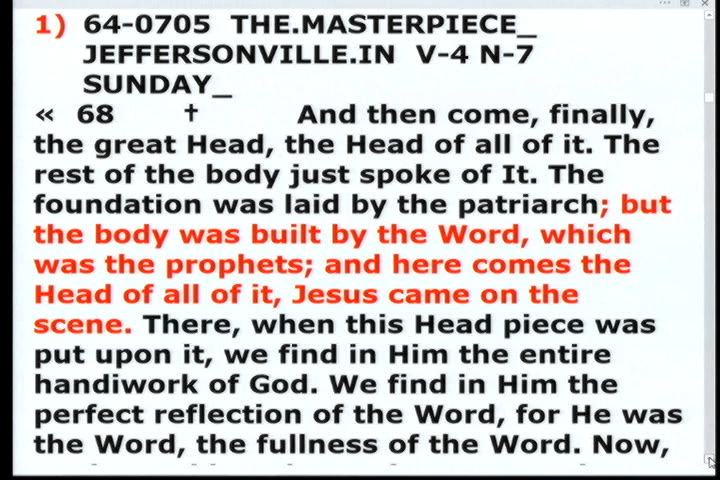 1) 64-0705 THE.MASTERPIECE_
JEFFERSONVILLE.IN V-4 N-7
SUNDAY_
« 68 † And then come, finally,
the great Head, the Head of all of it. The
rest of the body just spoke of It. The
foundation was laid by the patriarch; but
the body was built by the Word, which
was the prophets; and here comes the
Head of all of it, Jesus came on the
scene. There, when this Head piece was
put upon it, we find in Him the entire
handiwork of God. We find in Him the
perfect reflection of the Word, for He was
the Word, the fullness of the Word. Now,